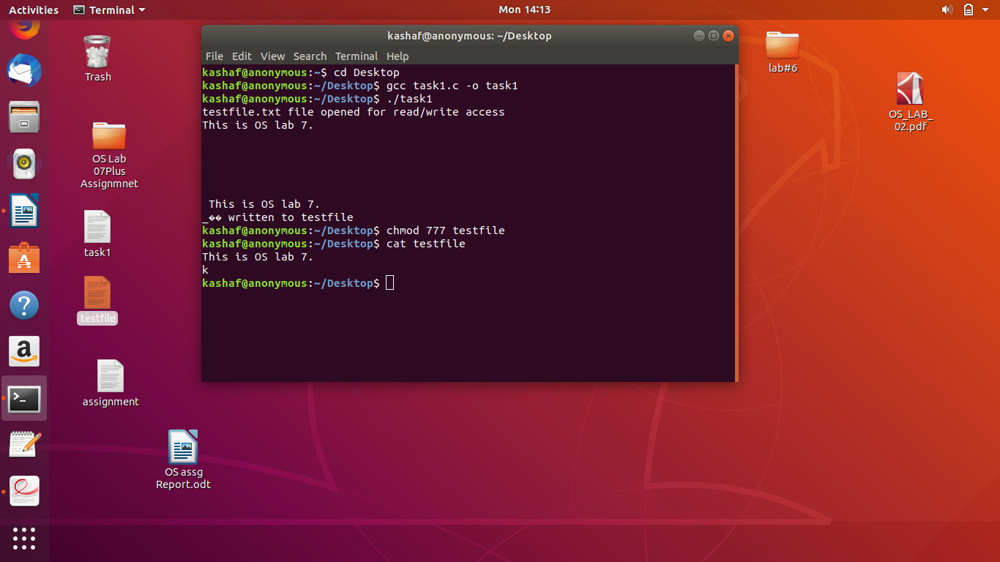 Activities
Terminal
Mon 14:13
kashaf@anonymous: ~/Desktop
File Edit View Search Terminal Help
kashaf@anonymous:~$ cd Desktop
kashaf@anonymous:~/Desktop$ gcc task1.c -o task1
kashaf@anonymous:~/Desktop$ ./task1
testfile.txt file opened for read/write access
This is OS lab 7.
This is OS lab 7.
_�� written to testfile
kashaf@anonymous:~/Desktop$ chmod 777 testfile
kashaf@anonymous:~/Desktop$ cat testfile
This is OS lab 7.
k
kashaf@anonymous:~/Desktop$
Trash
OS Lab
07Plus
Assignmnet
task1
testfile
assignment
OS assg
Report.odt
lab#6
OS_LAB_
02.pdf